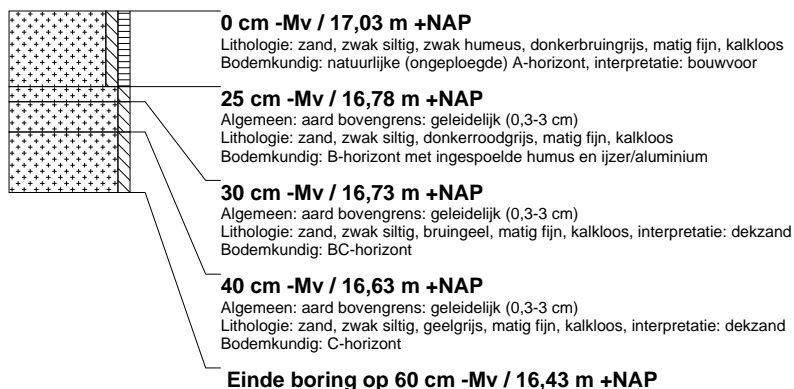 0 cm -Mv / 17,03 m +NAP
Lithologie: zand, zwak siltig, zwak humeus, donkerbruingrijs, matig fijn, kalkloos
Bodemkundig: natuurlijke (ongeploegde) A-horizont, interpretatie: bouwvoor
25 cm -Mv / 16,78 m +NAP
Algemeen: aard bovengrens: geleidelijk (0,3-3 cm)
Lithologie: zand, zwak siltig, donkerroodgrijs, matig fijn, kalkloos
Bodemkundig: B-horizont met ingespoelde humus en ijzer/aluminium
30 cm -Mv / 16,73 m +NAP
Algemeen: aard bovengrens: geleidelijk (0,3-3 cm)
Lithologie: zand, zwak siltig, bruingeel, matig fijn, kalkloos, interpretatie: dekzand
Bodemkundig: BC-horizont
40 cm -Mv / 16,63 m +NAP
Algemeen: aard bovengrens: geleidelijk (0,3-3 cm)
Lithologie: zand, zwak siltig, geelgrijs, matig fijn, kalkloos, interpretatie: dekzand
Bodemkundig: C-horizont
Einde boring op 60 cm -Mv / 16,43 m +NAP